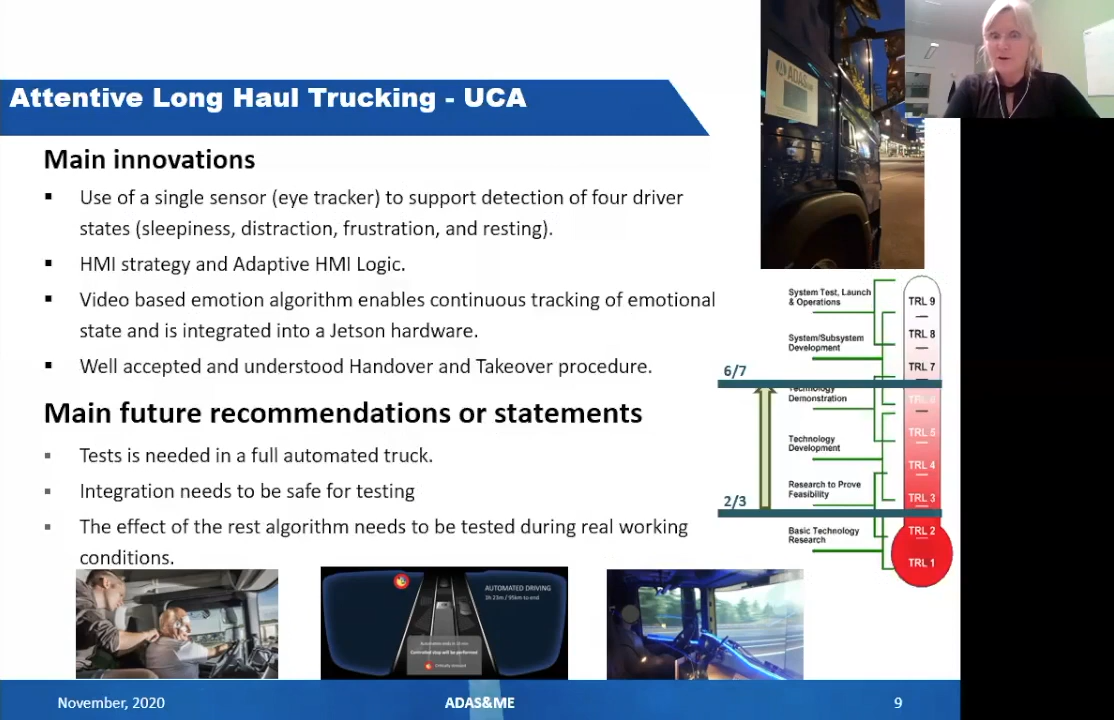 Attentive Long Haul Trucking - UCA
ADAS
Main innovations
Use of a single sensor (eye tracker) to support detection of four driver
states (sleepiness, distraction, frustration, and resting).
HMI strategy and Adaptive HMI Logic.
Video based emotion algorithm enables continuous tracking of emotional
state and is integrated into a Jetson hardware.
Well accepted and understood Handover and Takeover procedure.
Main future recommendations or statements
Tests is needed in a full automated truck.
Integration needs to be safe for testing
The effect of the rest algorithm needs to be tested during real working
conditions.
System Test, Launch
& Operations
System/Subsystem
Development
6/7
Technology
Demonstration
Technology
Development
Research to Prove
Feasibility
2/3
Basic Technology
Research
TRL 9
TRL 8
TRL 7
TRL 6
TRL 5
TRL 4
TRL 3
TRL 2
TRL 1
AUTOMATED DRIVING
1h 23m / 95km to end
Controlled stop will be performed
November, 2020
ADAS&ME
9